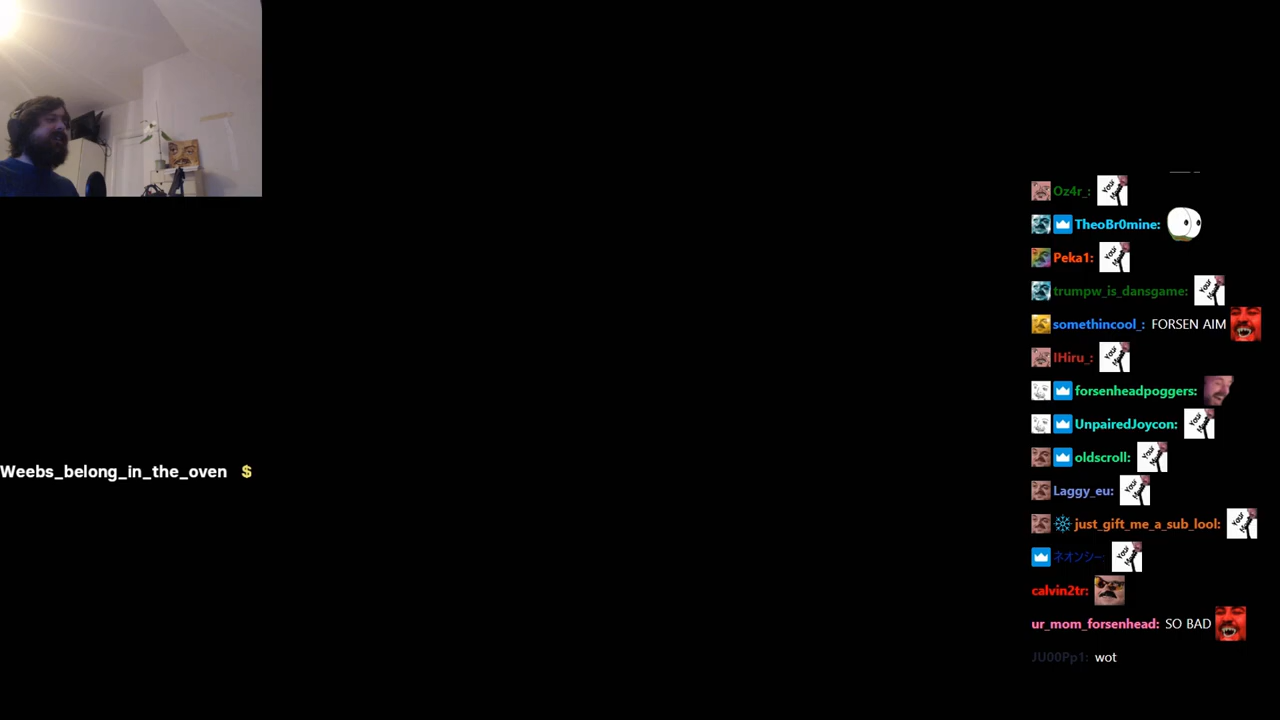 Oz4r_:
TheoBr0mine:
Peka1:
trumpw_is_dansgame:
somethincool_: FORSEN AIM
IHiru_:
forsenheadpoggers:
UnpairedJoycon:
oldscroll:
Laggy_eu:
Weebs_belong_in_the_oven $
just_gift_me_a_sub_lool:
calvin2tr:
ur_mom_forsenhead: SO BAD
JU00Pp1: wot